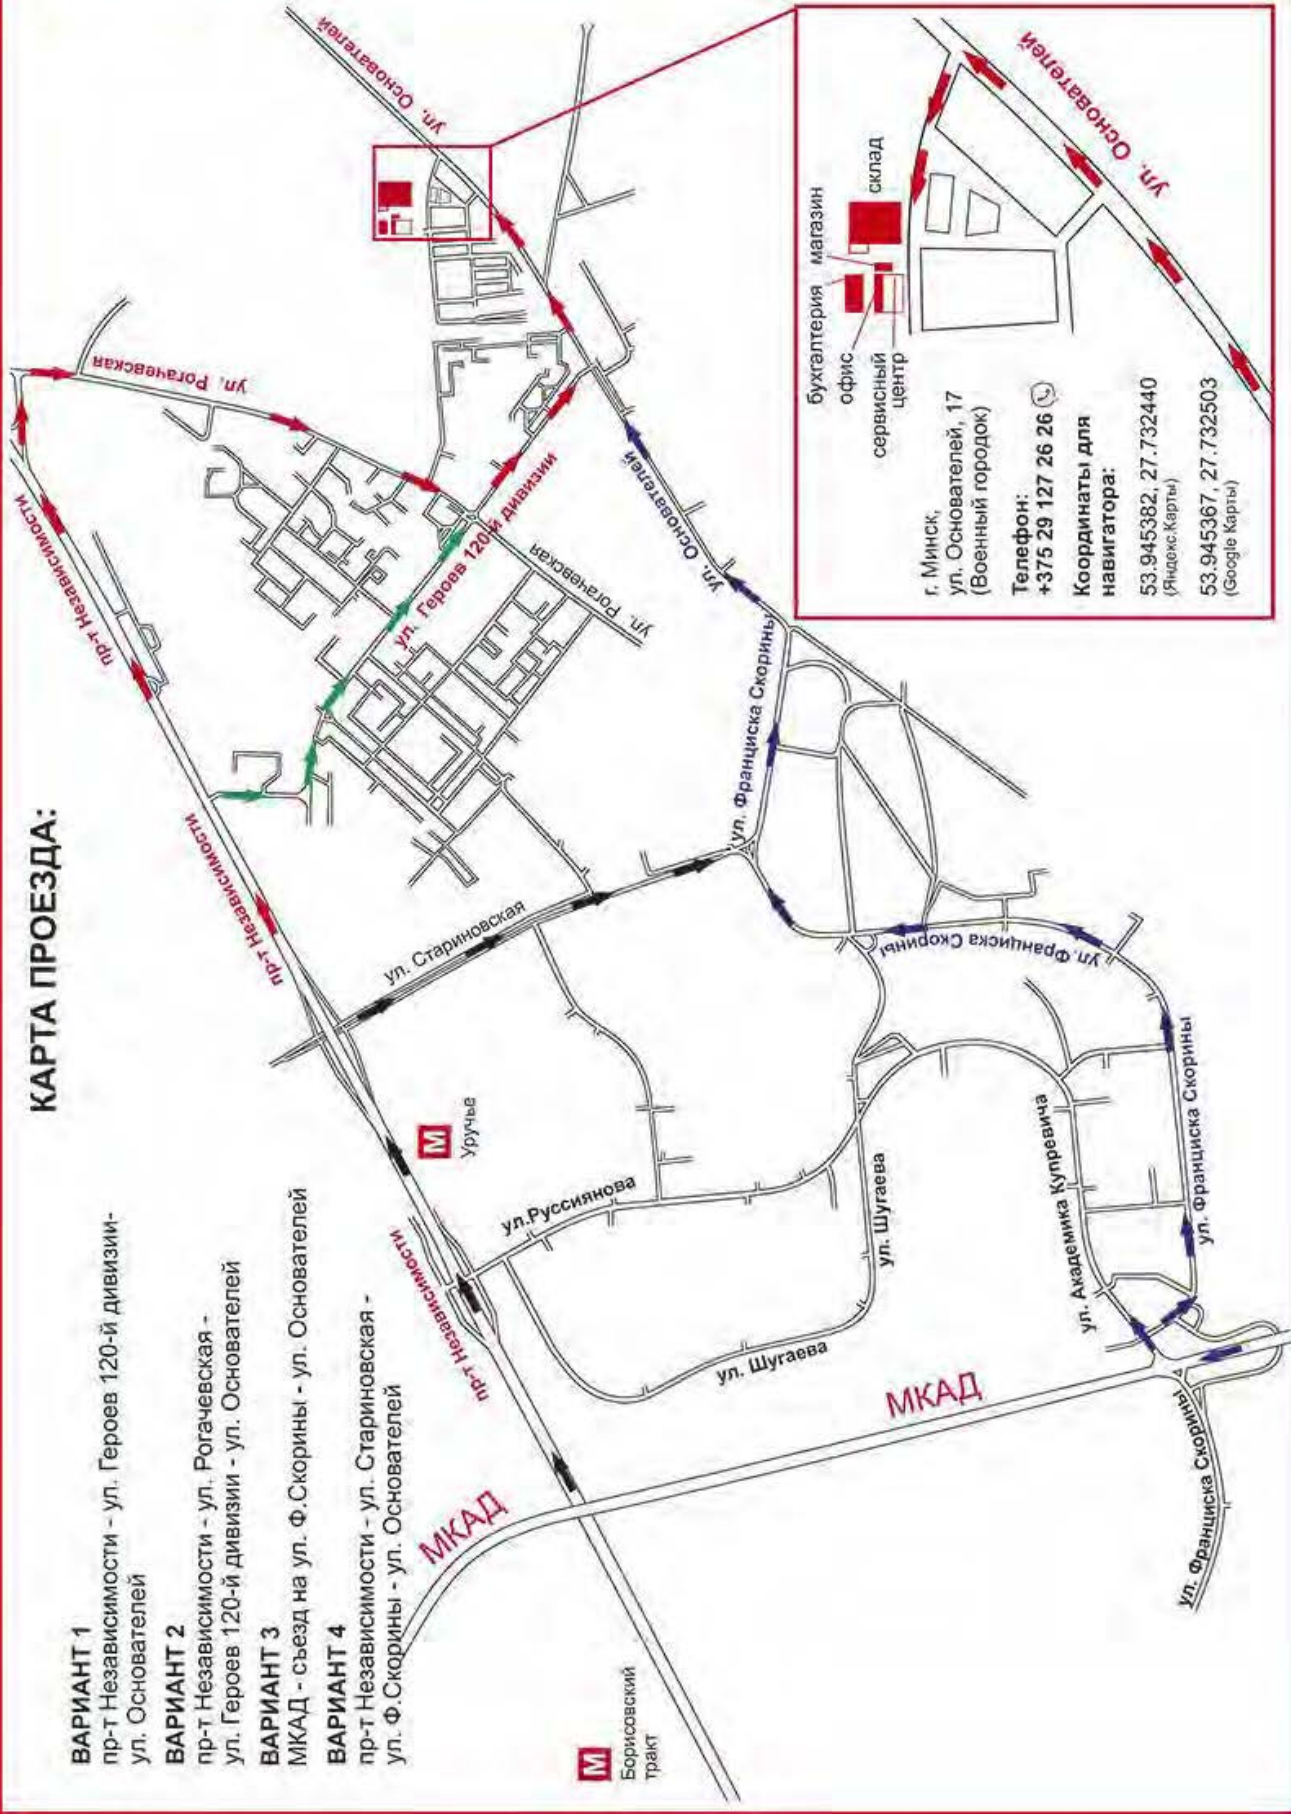 КАРТА ПРОЕЗДА:
ВАРИАНТ 1
пр-т Независимости - ул. Героев 120-й дивизии-
ул. Основателей
ВАРИАНТ 2
пр-т Независимости - ул. Рогачевская -
ул. Героев 120-й дивизии - ул. Основателей
ВАРИАНТ 3
МКАД - съезд на ул. Ф.Скорины - ул. Основателей
ВАРИАНТ 4
пр-т Независимости - ул. Стариновская -
ул. Ф.Скорины - ул. Основателей
М
Борисовский
тракт
МКАД
МКАД
пр-т Независимости
М
Уручье
ул.Руссиянова
ул. Шугаева
ул. Шугаева
ул. Академика Купревича
ул. Франциска Скорины
ул. Франциска Скорины
ул.Франциска Скорины
ул. Франциска Скорины
ул. Стариновская
пр-т Независимости
пр-т Независимости
пр-т Независимости
ул. Рогачевская
ул. Рогачевская
ул. Героев 120-й дивизии
ул. Основателей
ул. Основателей
ул. Основателей
бухгалтерия
магазин
офис
склад
сервисный
центр
г. Минск,
ул. Основателей, 17
(Военный городок)
Телефон:
+375 29 127 26 26
Координаты для
навигатора:
53.945382, 27.732440
(Яндекс.Карты)
53.945367, 27.732503
(Google Карты)